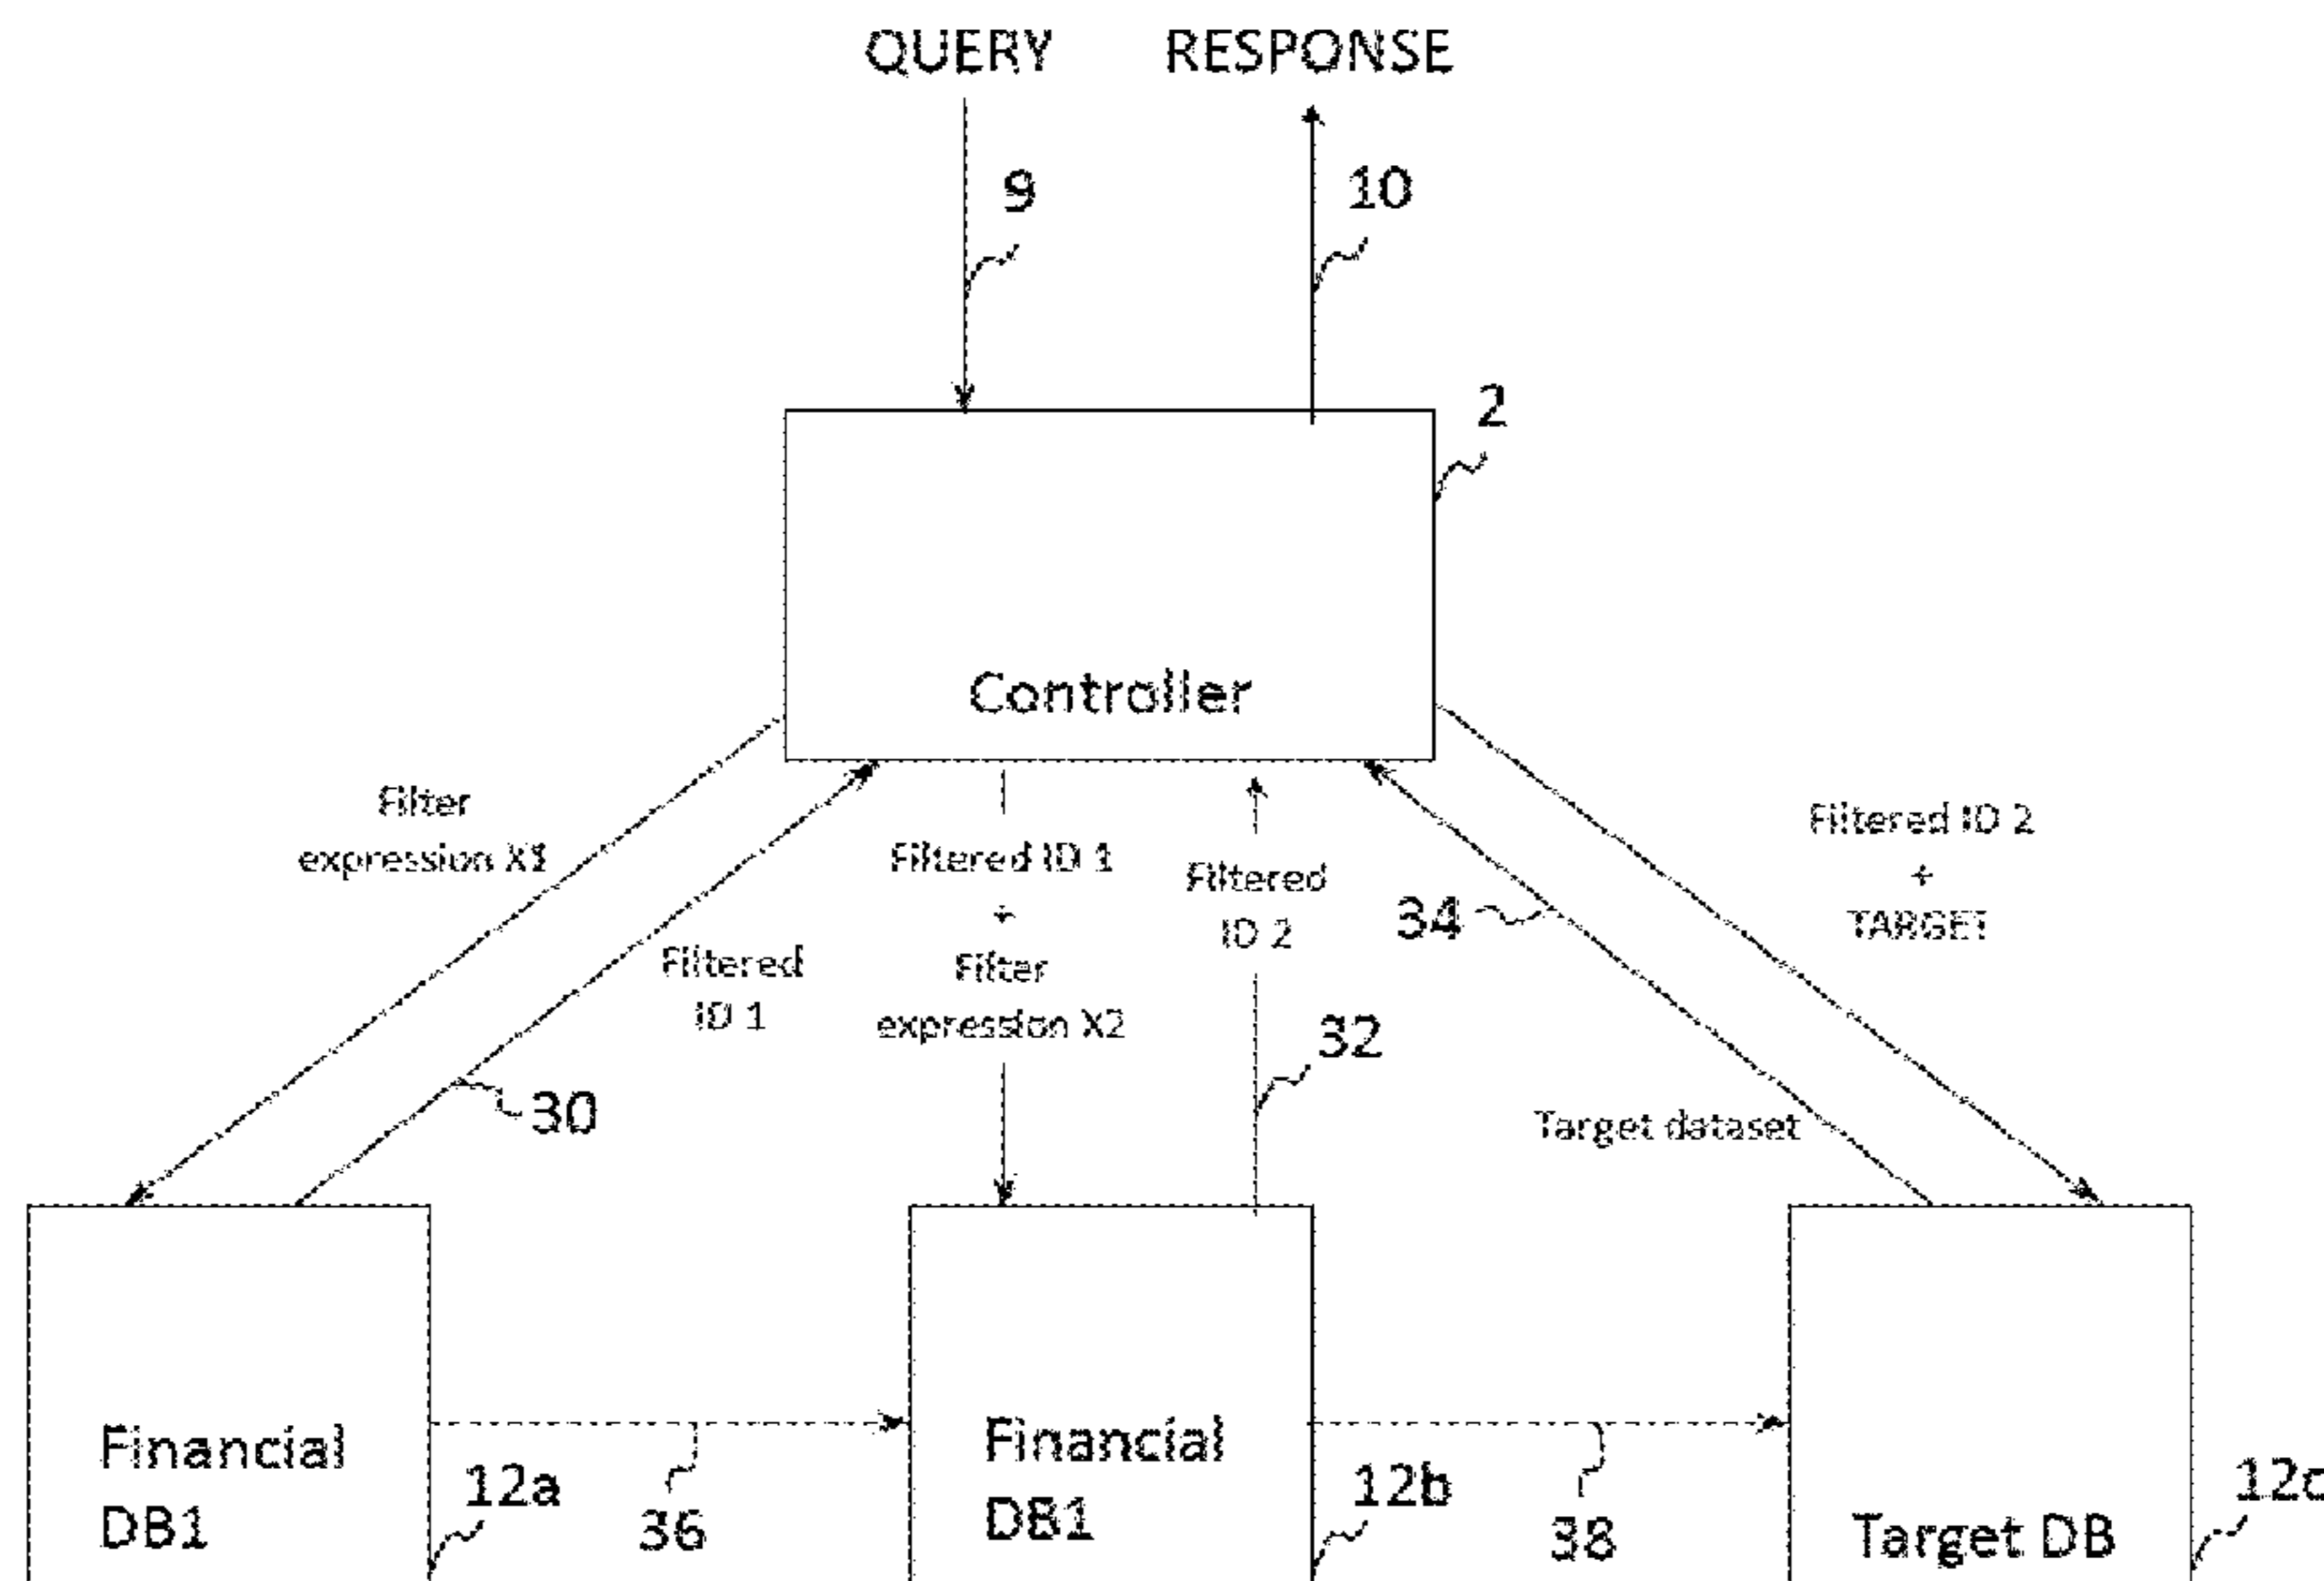 QUERY
RESPONSE
9
10
2
Controller
Filter
expression X1
Filtered
ID 1
30
Filtered ID 1
+
Filter
expression X2
Filtered
ID 2
32
34
Target dataset
Filtered ID 2
+
TARGET
Financial
DB1
12a
36
Financial
DB1
12b
38
Target DB
12c